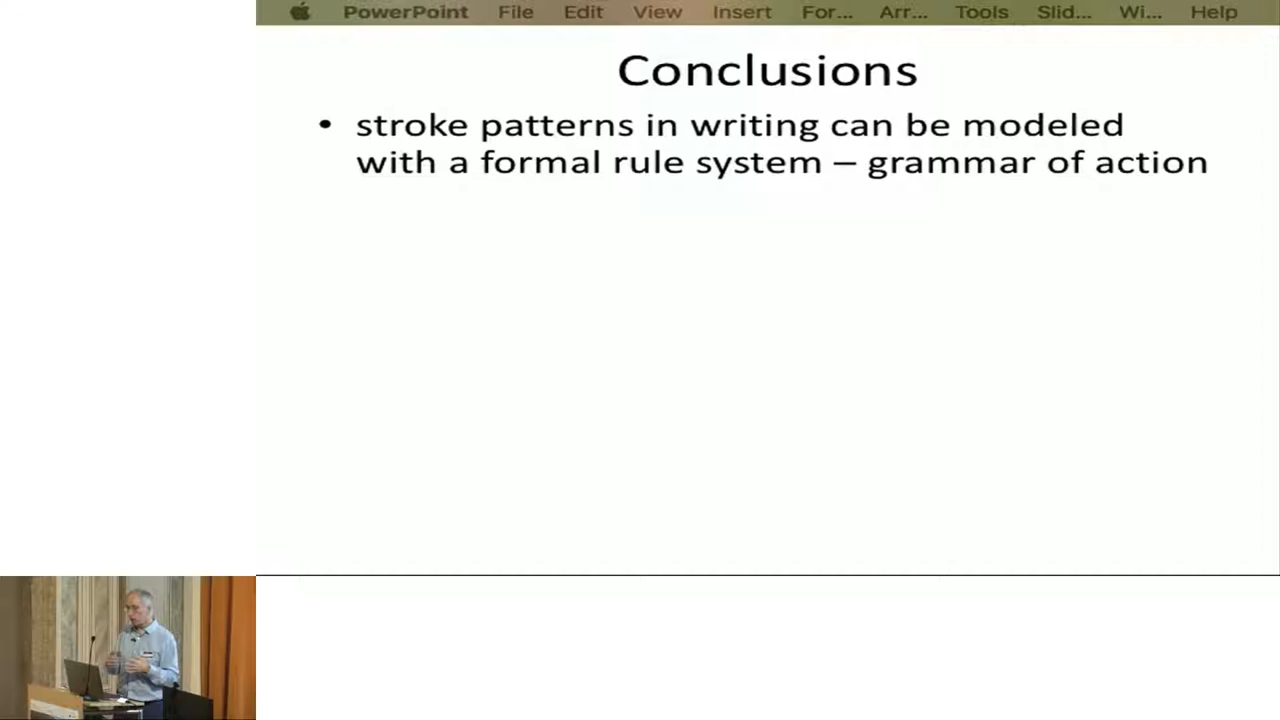 PowerPoint File Edit View Insert For... Arr... Tools Slid... Wi... Help
Conclusions
• stroke patterns in writing can be modeled
with a formal rule system – grammar of action